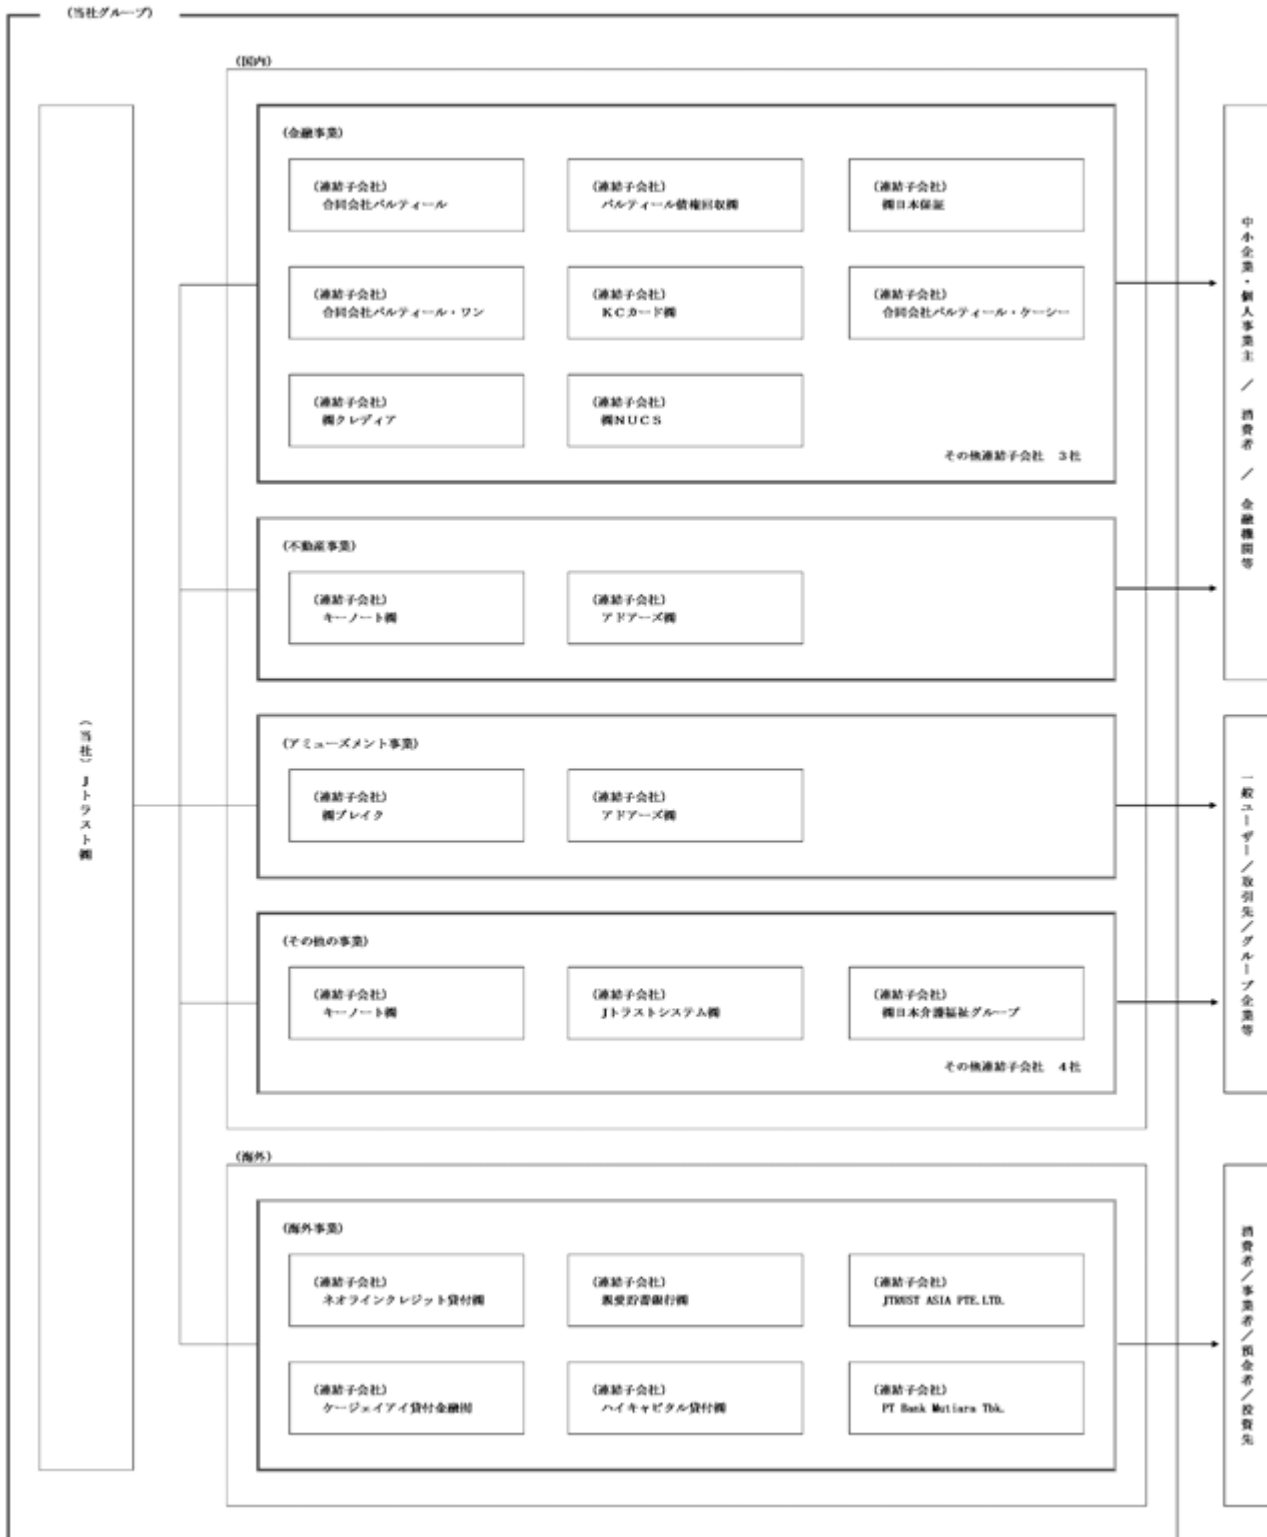 (当社グループ)
(国内)
(当社)Jトラスト㈱
(金融事業)
(連結子会社)
合同会社パルティール
(連結子会社)
パルティール債権回収㈱
(連結子会社)
㈱日本保証
(連結子会社)
合同会社パルティール・ワン
(連結子会社)
KCカード㈱
(連結子会社)
合同会社パルティール・ケーシー
(連結子会社)
㈱クレディア
(連結子会社)
㈱NUCS
その他連結子会社 3社
(不動産事業)
(連結子会社)
キーノート㈱
(連結子会社)
アドアーズ㈱
中小企業・個人事業主 / 消費者 / 金融機関等
(アミューズメント事業)
(連結子会社)
㈱ブレイク
(連結子会社)
アドアーズ㈱
(その他の事業)
(連結子会社)
キーノート㈱
(連結子会社)
Jトラストシステム㈱
(連結子会社)
㈱日本介護福祉グループ
その他連結子会社 4社
一般ユーザー/取引先/グループ企業等
(海外)
(海外事業)
(連結子会社)
ネオラインクレジット貸付㈱
(連結子会社)
親愛貯蓄銀行㈱
(連結子会社)
JTRUST ASIA PTE.LTD.
(連結子会社)
ケージェイアイ貸付金融㈲
(連結子会社)
ハイキャピタル貸付㈱
(連結子会社)
PT Bank Mutiara Tbk.
消費者/事業者/預金者/投資先